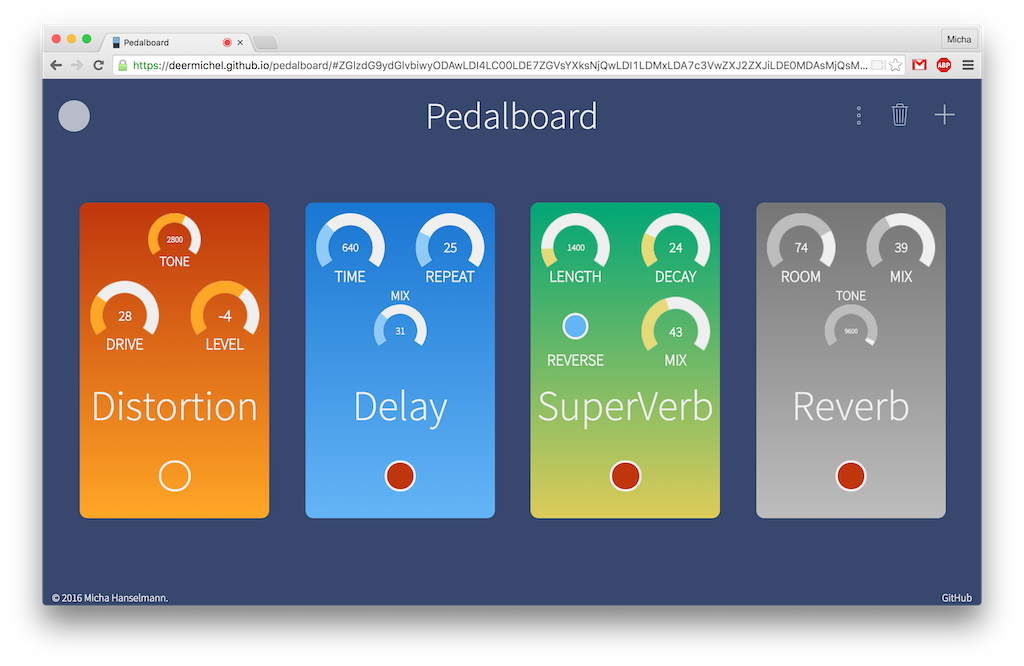 Pedalboard
Micha
https://deermichel.github.io/pedalboard/#ZGlzdG9ydGlvbiwyODAwLDI4LC00LDE7ZGVsYXksNjQwLDI1LDMxLDA7c3VwZXJ2ZXJiLDE0MDAsMjQsM...
ABP
Pedalboard
2800
TONE
28
DRIVE
-4
LEVEL
Distortion
640
TIME
25
REPEAT
MIX
31
Delay
1400
LENGTH
24
DECAY
REVERSE
43
MIX
SuperVerb
74
ROOM
39
MIX
TONE
9600
Reverb
© 2016 Micha Hanselmann.
GitHub